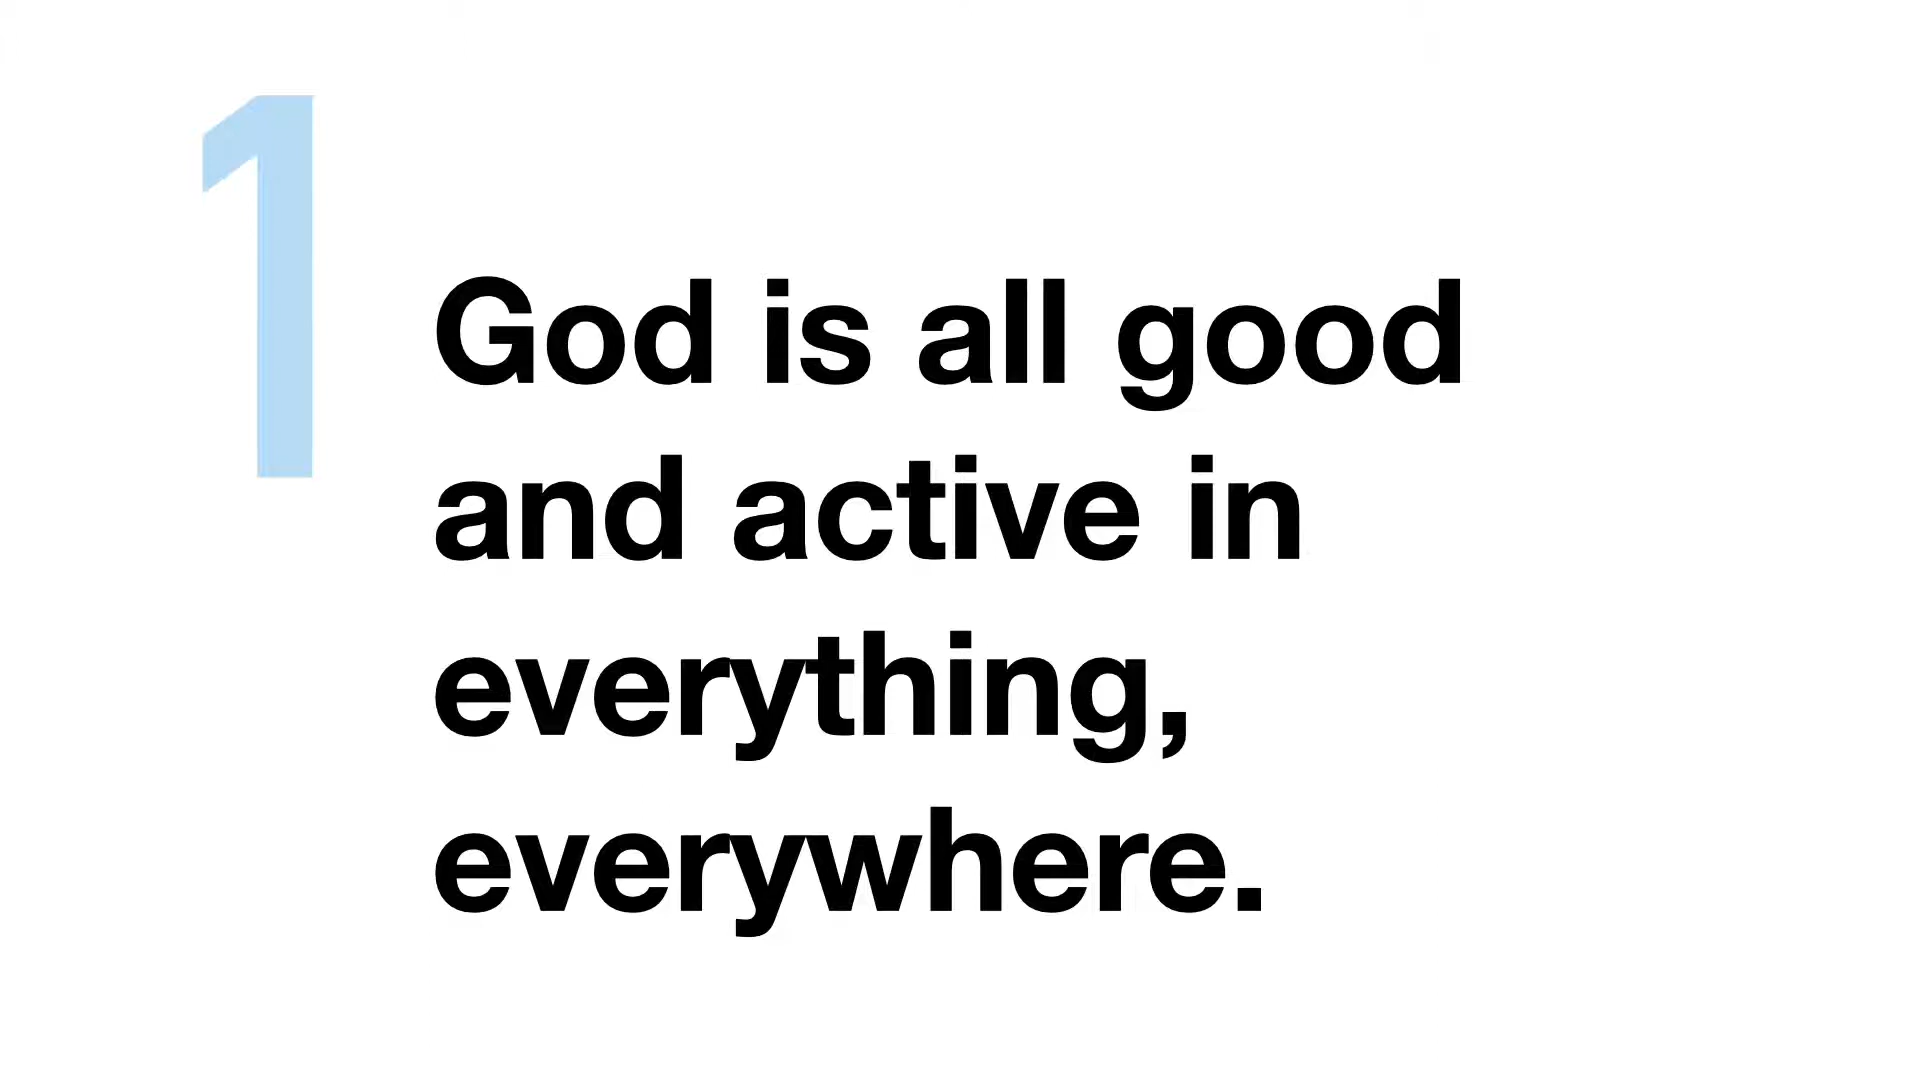 1
God is all good
and active in
everything,
everywhere.